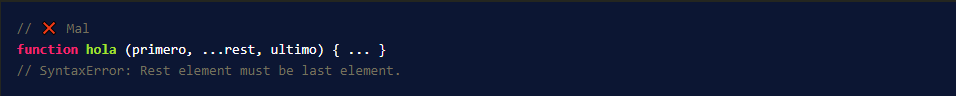 // ❌ Mal
function hola (primero, ...rest, ultimo) { ... }
// SyntaxError: Rest element must be last element.